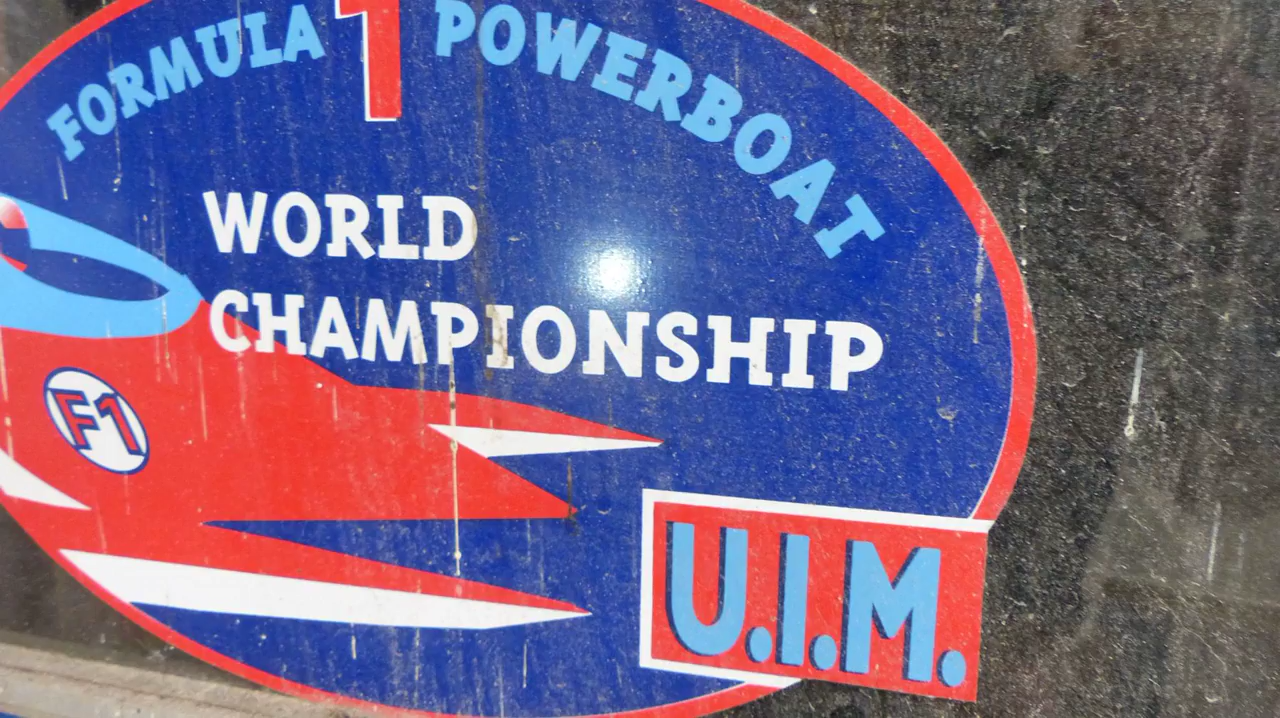 FORMULA 1 POWERBOAT
WORLD
CHAMPIONSHIP
F1
U.I.M.